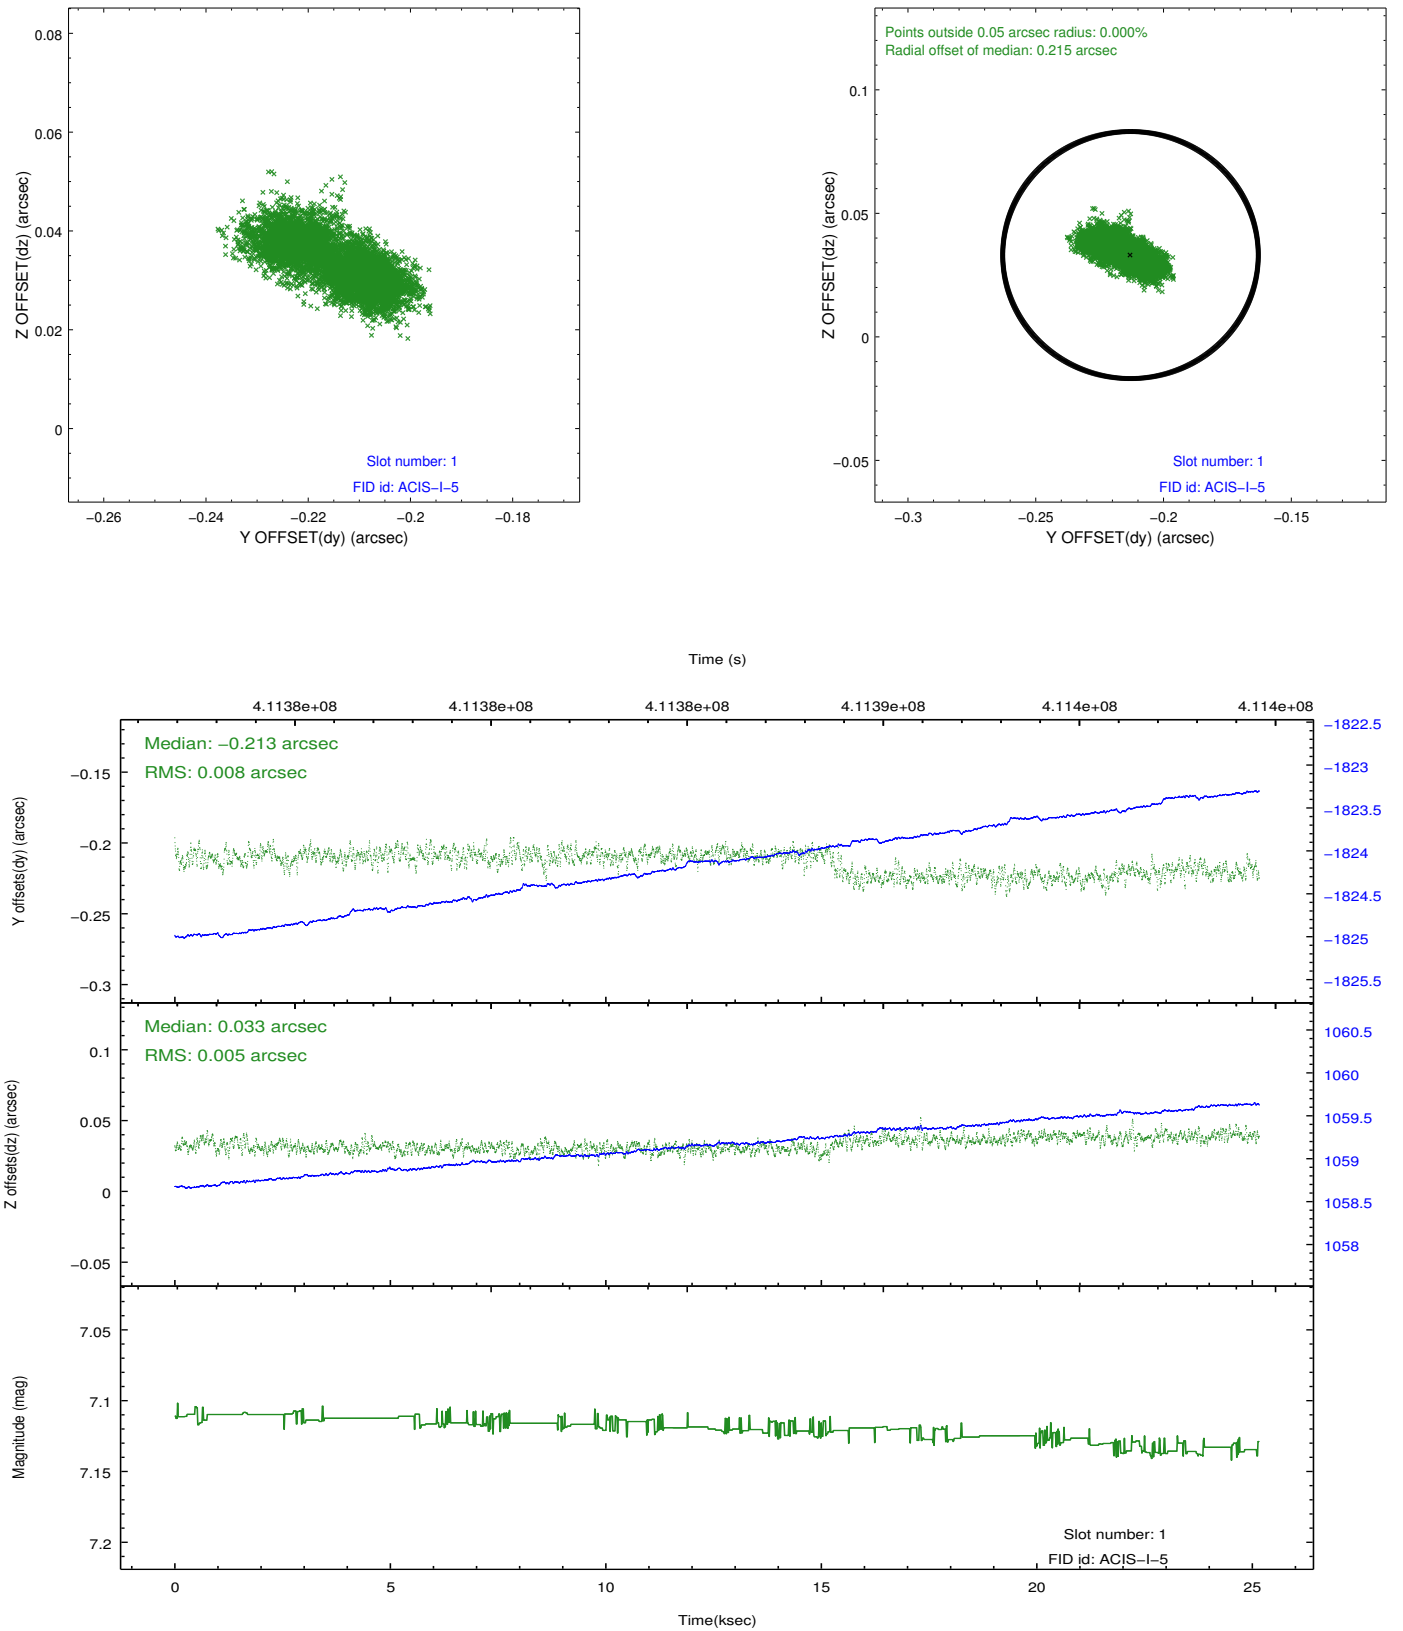 0.08
0.06
0.04
0.02
0
Z OFFSET(dz) (arcsec)
Slot number: 1
FID id: ACIS−I−5
−0.26 −0.24 −0.22 −0.2 −0.18
Y OFFSET(dy) (arcsec)
Points outside 0.05 arcsec radius: 0.000%
Radial offset of median: 0.215 arcsec
0.1
0.05
0
−0.05
Z OFFSET(dz) (arcsec)
Slot number: 1
FID id: ACIS−I−5
−0.3 −0.25 −0.2 −0.15
Y OFFSET(dy) (arcsec)
Time (s)
4.1138e+08 4.1138e+08 4.1138e+08 4.1139e+08 4.114e+08 4.114e+08
Median: −0.213 arcsec
RMS: 0.008 arcsec
−0.15
−0.2
−0.25
−0.3
Y offsets(dy) (arcsec)
−1822.5
−1823
−1823.5
−1824
−1824.5
−1825
−1825.5
Median: 0.033 arcsec
RMS: 0.005 arcsec
0.1
0.05
0
−0.05
Z offsets(dz) (arcsec)
1060.5
1060
1059.5
1059
1058.5
1058
7.05
7.1
7.15
7.2
Magnitude (mag)
Slot number: 1
FID id: ACIS−I−5
0 5 10 15 20 25
Time(ksec)